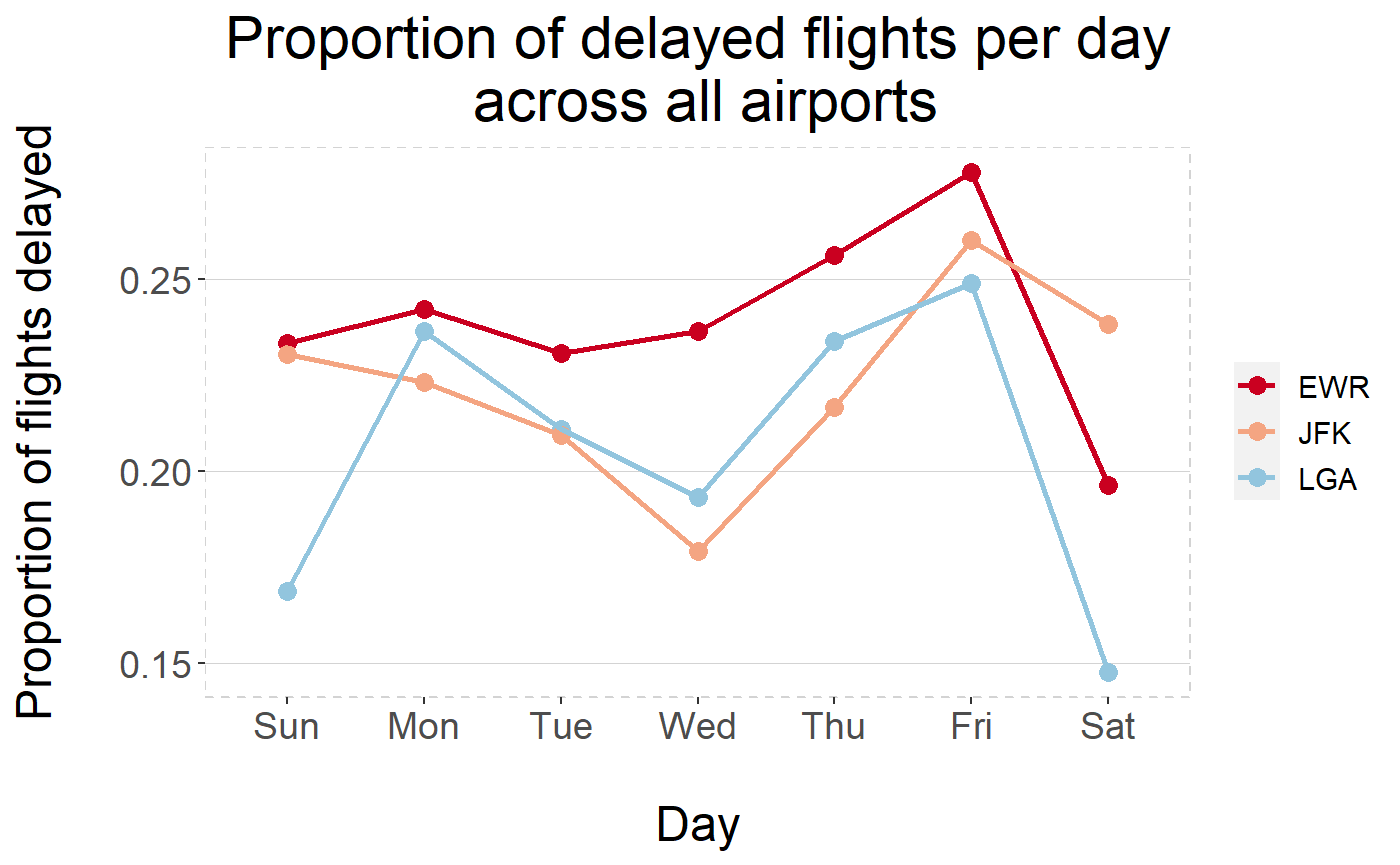 Proportion of delayed flights per day
across all airports
Proportion of flights delayed
0.25
0.20
0.15
Sun Mon Tue Wed Thu Fri Sat
Day
EWR
JFK
LGA